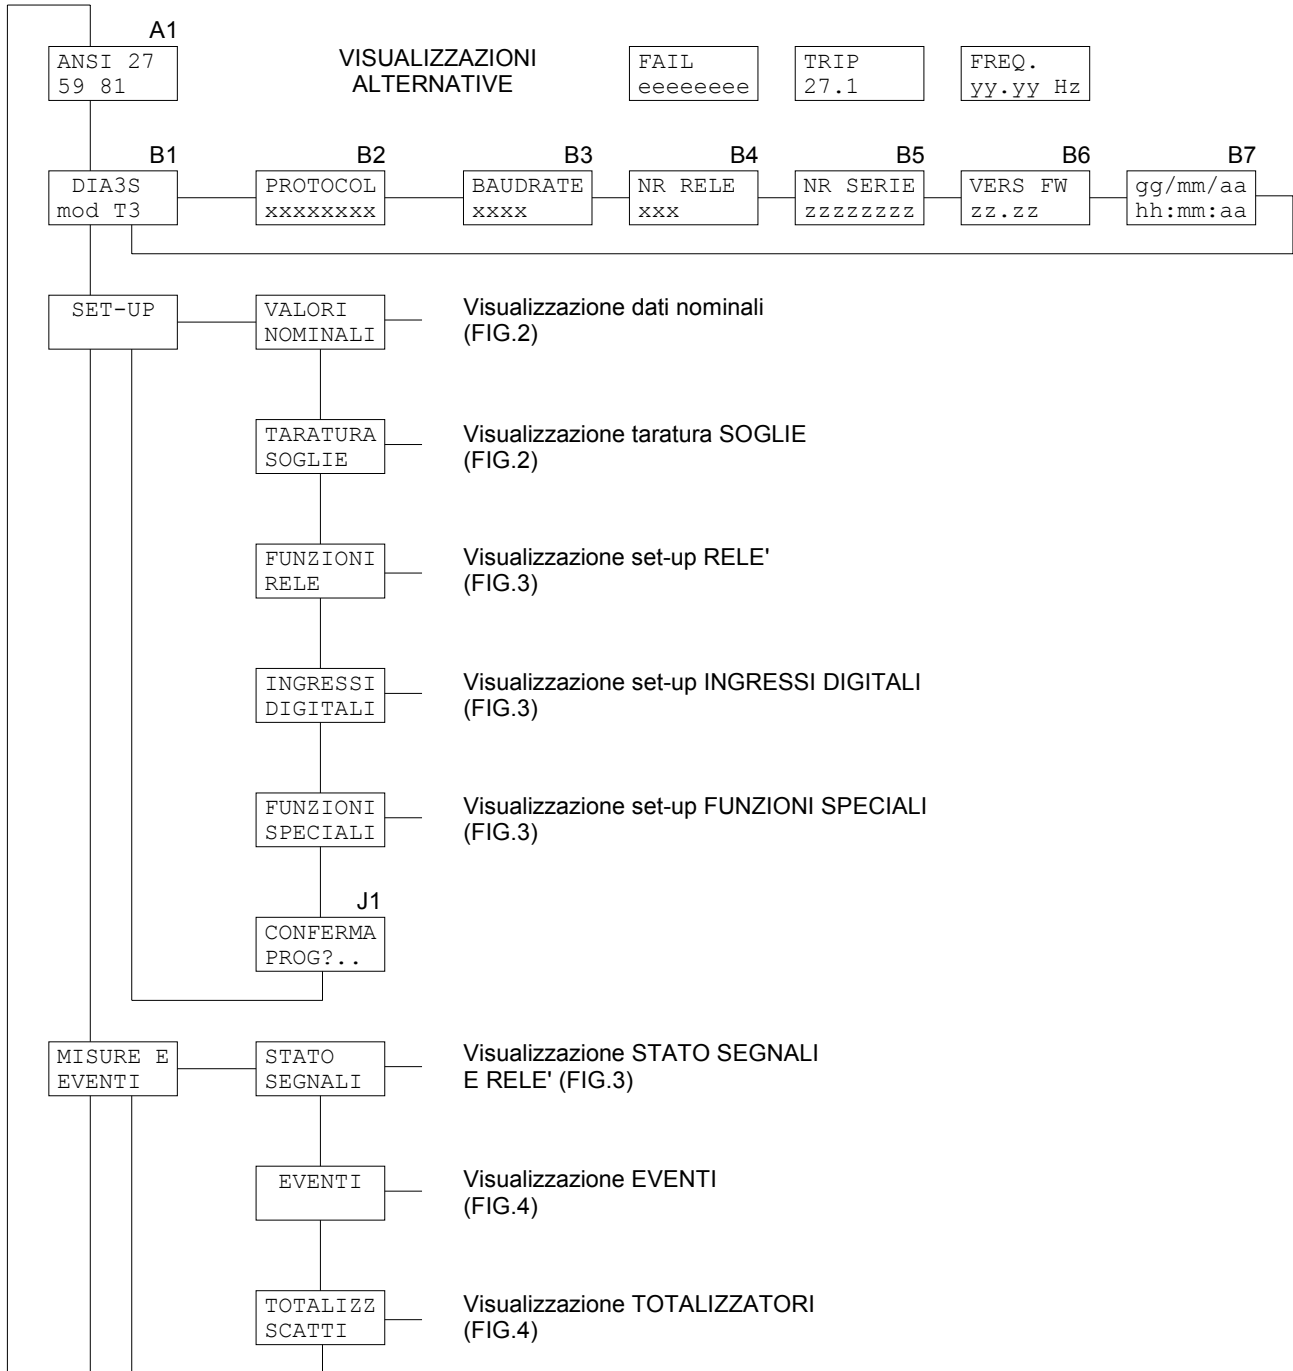 A1
ANSI 27
59 81
VISUALIZZAZIONI
ALTERNATIVE
FAIL
eeeeeeee
TRIP
27.1
FREQ.
yy.yy Hz
B1
DIA3S
mod T3
B2
PROTOCOL
xxxxxxxx
B3
BAUDRATE
xxxx
B4
NR RELE
xxx
B5
NR SERIE
zzzzzzzz
B6
VERS FW
zz.zz
B7
gg/mm/aa
hh:mm:aa
SET-UP
VALORI
NOMINALI
Visualizzazione dati nominali
(FIG.2)
TARATURA
SOGLIE
Visualizzazione taratura SOGLIE
(FIG.2)
FUNZIONI
RELE
Visualizzazione set-up RELE'
(FIG.3)
INGRESSI
DIGITALI
Visualizzazione set-up INGRESSI DIGITALI
(FIG.3)
FUNZIONI
SPECIALI
Visualizzazione set-up FUNZIONI SPECIALI
(FIG.3)
J1
CONFERMA
PROG?..
MISURE E
EVENTI
STATO
SEGNALI
Visualizzazione STATO SEGNALI
E RELE' (FIG.3)
EVENTI
Visualizzazione EVENTI
(FIG.4)
TOTALIZZ
SCATTI
Visualizzazione TOTALIZZATORI
(FIG.4)